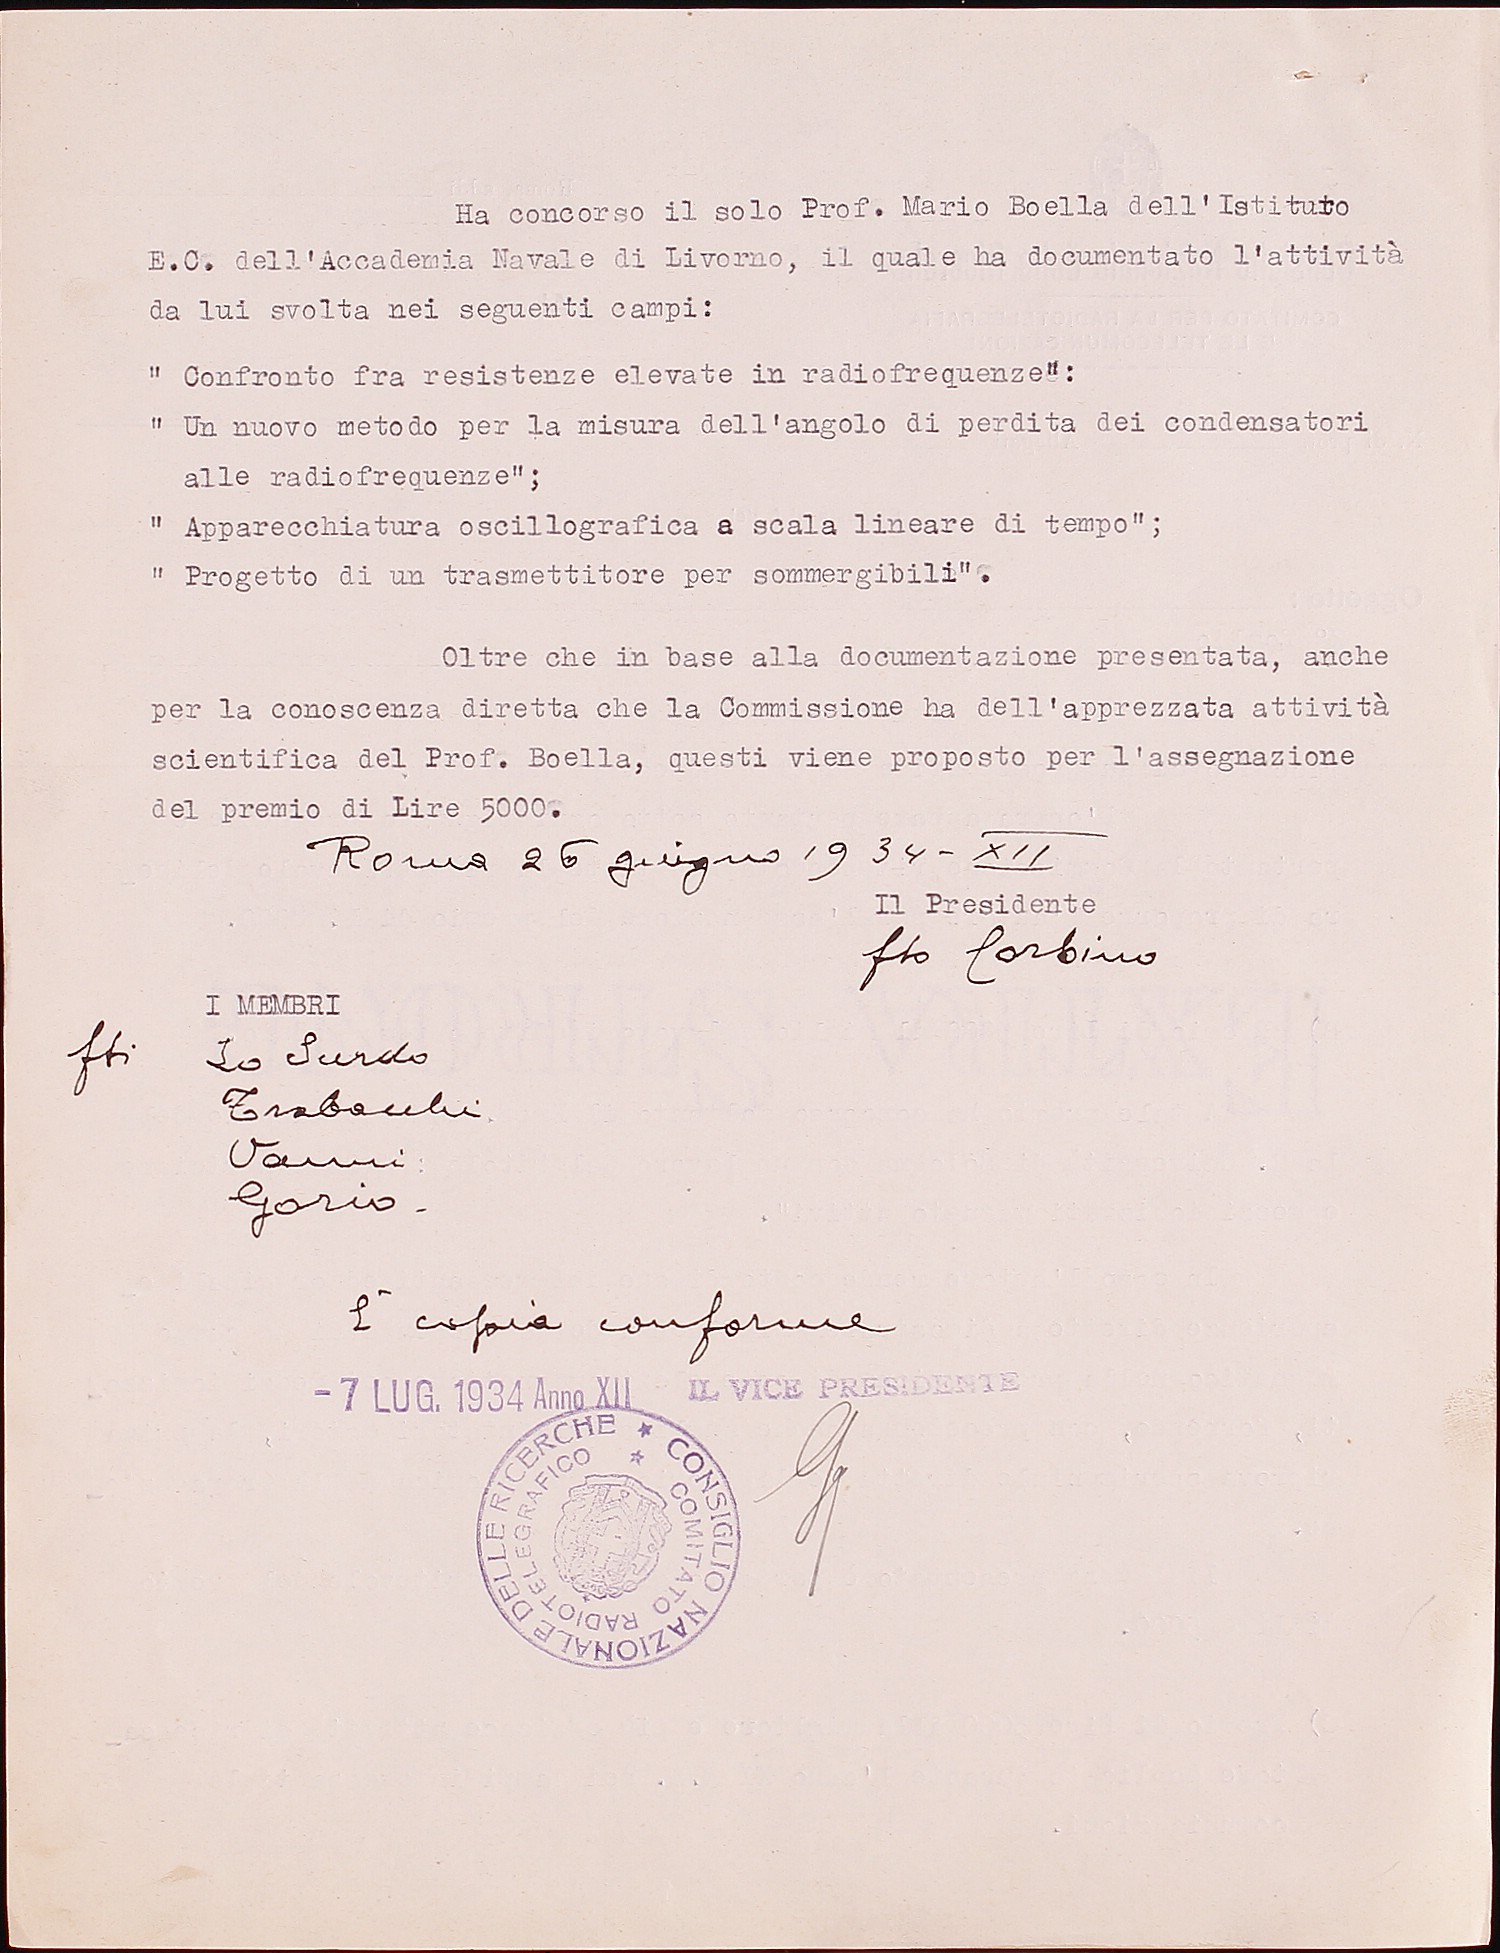 Ha concorso il solo Prof. Mario Boella dell'Istituto
E.C. dell'Accademia Navale di Livorno, il quale ha documentato l'attività
da lui svolta nei seguenti campi:
" Confronto fra resistenze elevate in radiofrequenze":
" Un nuovo metodo per la misura dell'angolo di perdita dei condensatori
alle radiofrequenze";
" Apparecchiatura oscillografica a scala lineare di tempo";
" Progetto di un trasmettitore per sommergibili".
Oltre che in base alla documentazione presentata, anche
per la conoscenza diretta che la Commissione ha dell'apprezzata attività
scientifica del Prof. Boella, questi viene proposto per l'assegnazione
del premio di Lire 5000.
Roma 26 giugno 1934-XII
Il Presidente
fto Corbino
I MEMBRI
fti Lo Surdo
Trabacchi
Vanni
Gorio -
È copia conforme
-7 LUG. 1934 Anno XII IL VICE PRESIDENTE
CONSIGLIO NAZIONALE DELLE RICERCHE
COMITATO RADIOTELEGRAFICO